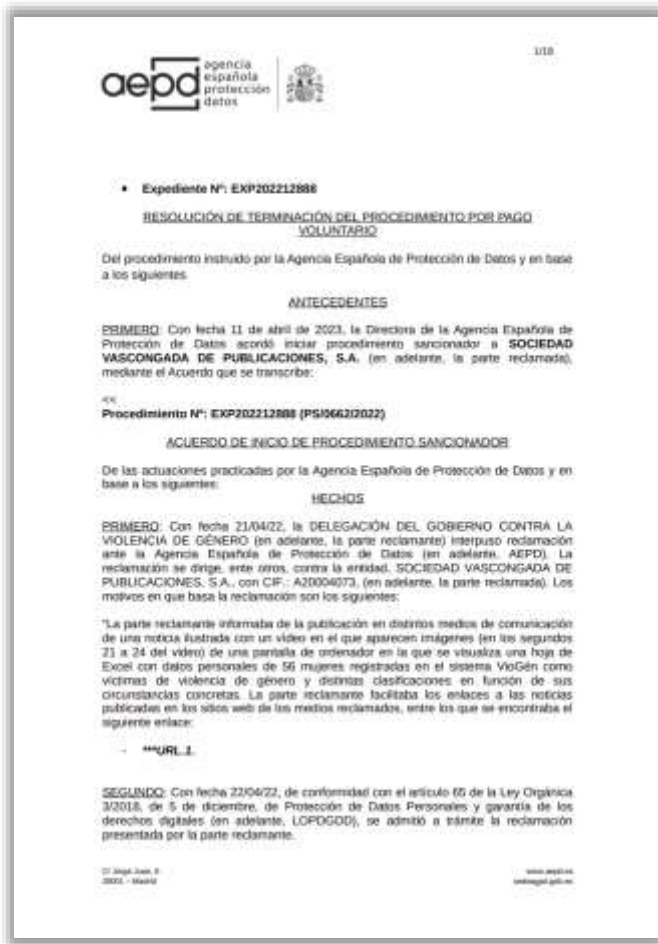 1/18
aepd
agencia
española
protección
datos
• Expediente Nº: EXP202212888
RESOLUCIÓN DE TERMINACIÓN DEL PROCEDIMIENTO POR PAGO
VOLUNTARIO
Del procedimiento instruido por la Agencia Española de Protección de Datos y en base
a los siguientes
ANTECEDENTES
PRIMERO: Con fecha 11 de abril de 2023, la Directora de la Agencia Española de
Protección de Datos acordó iniciar procedimiento sancionador a SOCIEDAD
VASCONGADA DE PUBLICACIONES, S.A. (en adelante, la parte reclamada),
mediante el Acuerdo que se transcribe:
<<
Procedimiento Nº: EXP202212888 (PS/0662/2022)
ACUERDO DE INICIO DE PROCEDIMIENTO SANCIONADOR
De las actuaciones practicadas por la Agencia Española de Protección de Datos y en
base a los siguientes:
HECHOS
PRIMERO: Con fecha 21/04/22, la DELEGACIÓN DEL GOBIERNO CONTRA LA
VIOLENCIA DE GÉNERO (en adelante, la parte reclamante) interpuso reclamación
ante la Agencia Española de Protección de Datos (en adelante, AEPD). La
reclamación se dirige, ente otros, contra la entidad, SOCIEDAD VASCONGADA DE
PUBLICACIONES, S.A., con CIF.: A20004073, (en adelante, la parte reclamada). Los
motivos en que basa la reclamación son los siguientes:
"La parte reclamante informaba de la publicación en distintos medios de comunicación
de una noticia ilustrada con un vídeo en el que aparecen imágenes (en los segundos
21 a 24 del vídeo) de una pantalla de ordenador en la que se visualiza una hoja de
Excel con datos personales de 56 mujeres registradas en el sistema VioGén como
víctimas de violencia de género y distintas clasificaciones en función de sus
circunstancias concretas. La parte reclamante facilitaba los enlaces a las noticias
publicadas en los sitios web de los medios reclamados, entre los que se encontraba el
siguiente enlace:
- ***URL.1.
SEGUNDO: Con fecha 22/04/22, de conformidad con el artículo 65 de la Ley Orgánica
3/2018, de 5 de diciembre, de Protección de Datos Personales y garantía de los
derechos digitales (en adelante, LOPDGDD), se admitió a trámite la reclamación
presentada por la parte reclamante.
C/ Jorge Juan, 6
28001 – Madrid
www.aepd.es
sedeagpd.gob.es